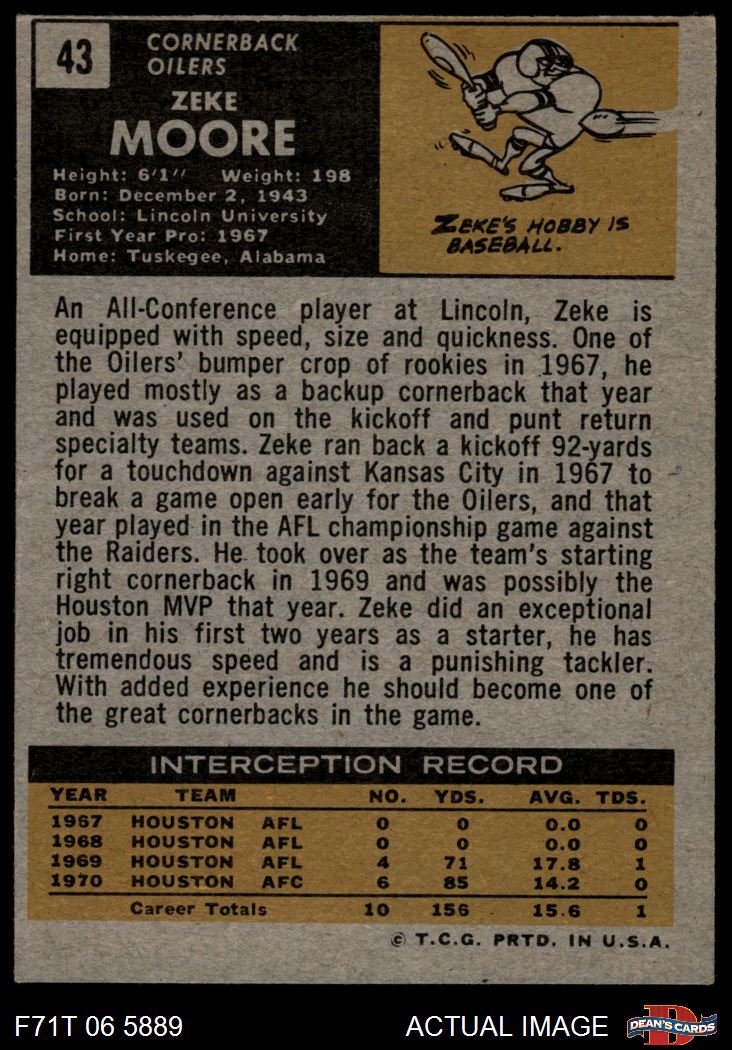 43
CORNERBACK
OILERS
ZEKE
MOORE
Height: 6'1" Weight: 198
Born: December 2, 1943
School: Lincoln University
First Year Pro: 1967
Home: Tuskegee, Alabama
ZEKE'S HOBBY IS
BASEBALL.
An All-Conference player at Lincoln, Zeke is
equipped with speed, size and quickness. One of
the Oilers' bumper crop of rookies in 1967, he
played mostly as a backup cornerback that year
and was used on the kickoff and punt return
specialty teams. Zeke ran back a kickoff 92-yards
for a touchdown against Kansas City in 1967 to
break a game open early for the Oilers, and that
year played in the AFL championship game against
the Raiders. He took over as the team's starting
right cornerback in 1969 and was possibly the
Houston MVP that year. Zeke did an exceptional
job in his first two years as a starter, he has
tremendous speed and is a punishing tackler.
With added experience he should become one of
the great cornerbacks in the game.
INTERCEPTION RECORD
YEAR TEAM NO. YDS. AVG. TDS.
1967 HOUSTON AFL 0 0 0.0 0
1968 HOUSTON AFL 0 0 0.0 0
1969 HOUSTON AFL 4 71 17.8 1
1970 HOUSTON AFC 6 85 14.2 0
Career Totals 10 156 15.6 1
© T.C.G. PRTD. IN U.S.A.
F71T 06 5889 ACTUAL IMAGE DEAN'S CARDS